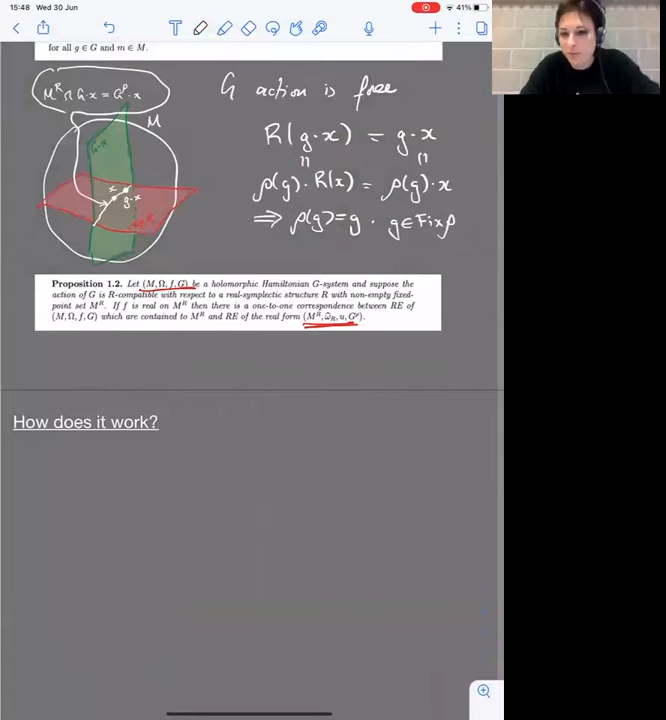 15:48 Wed 30 Jun
41%
for all g ∈ G and m ∈ M.
M^R ∩ G·x = G^ρ·x
G action is free
M
G·x
R(g·x) = g·x
x
g·x
ρ(g)·R(x) = ρ(g)·x
⇒ ρ(g)=g · g∈Fixρ
Proposition 1.2. Let (M, Ω, f, G) be a holomorphic Hamiltonian G-system and suppose the
action of G is R-compatible with respect to a real-symplectic structure R with non-empty fixed-
point set M^R. If f is real on M^R then there is a one-to-one correspondence between RE of
(M, Ω, f, G) which are contained to M^R and RE of the real form (M^R, ω̂_R, u, G^ρ).
How does it work?